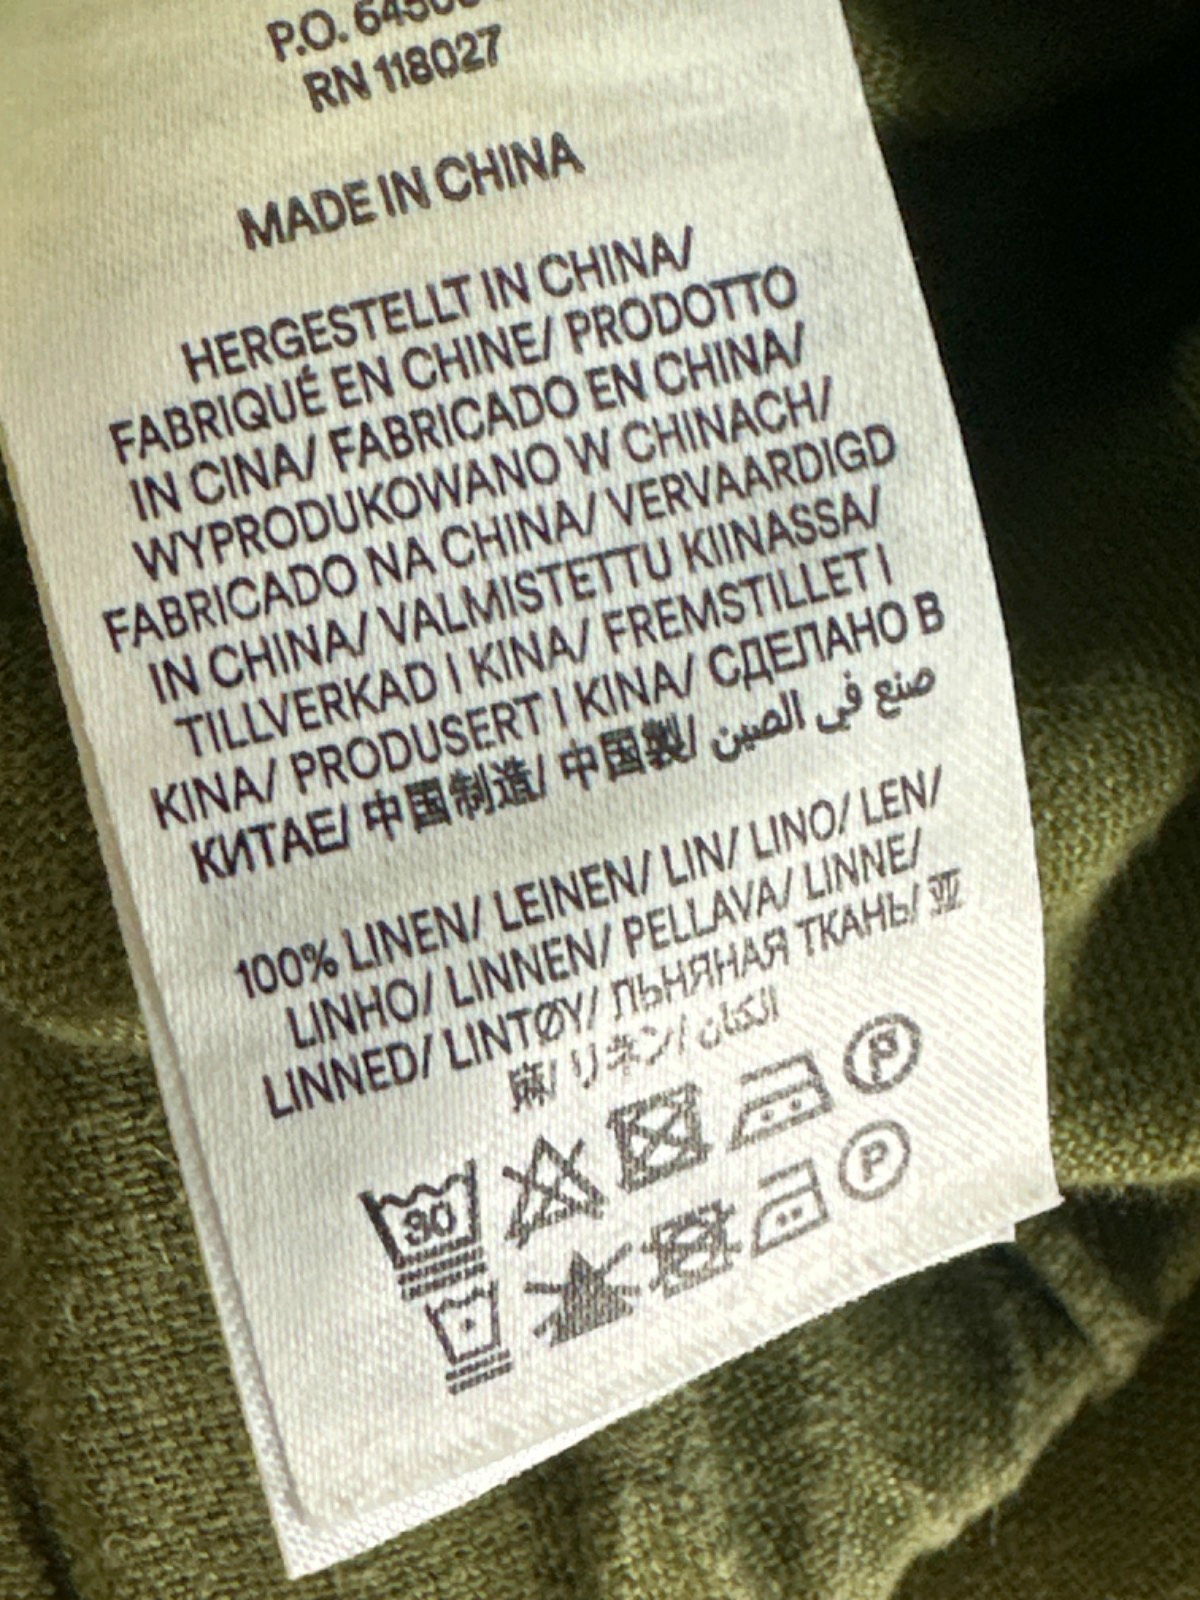 P.O.
RN 118027
MADE IN CHINA
HERGESTELLT IN CHINA/
FABRIQUÉ EN CHINE/ PRODOTTO
IN CINA/ FABRICADO EN CHINA/
WYPRODUKOWANO W CHINACH/
FABRICADO NA CHINA/ VERVAARDIGD
IN CHINA/ VALMISTETTU KIINASSA/
TILLVERKAD I KINA/ FREMSTILLET I
KINA/ PRODUSERT I KINA/ СДЕЛАНО В
КИТАЕ/ 中国制造/ 中国製/ صنع في الصين
100% LINEN/ LEINEN/ LIN/ LINO/ LEN/
LINHO/ LINNEN/ PELLAVA/ LINNE/
LINNED/ LINTØY/ ЛЬНЯНАЯ ТКАНЬ/ 亚
麻/ リネン/ الكتان
30 P
P